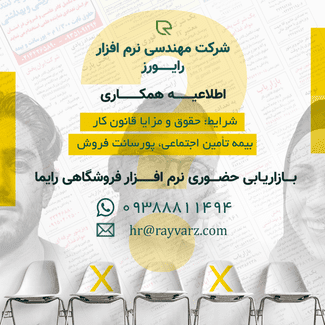 شرکت مهندسی نرم افزار
رایورز
اطلاعیه همکاری
شرایط: حقوق و مزایا قانون کار
بیمه تامین اجتماعی، پورسانت فروش
بازاریابی حضوری نرم افزار فروشگاهی رایما
۰۹۳۸۸۸۱۱۴۹۴
hr@rayvarz.com
X X